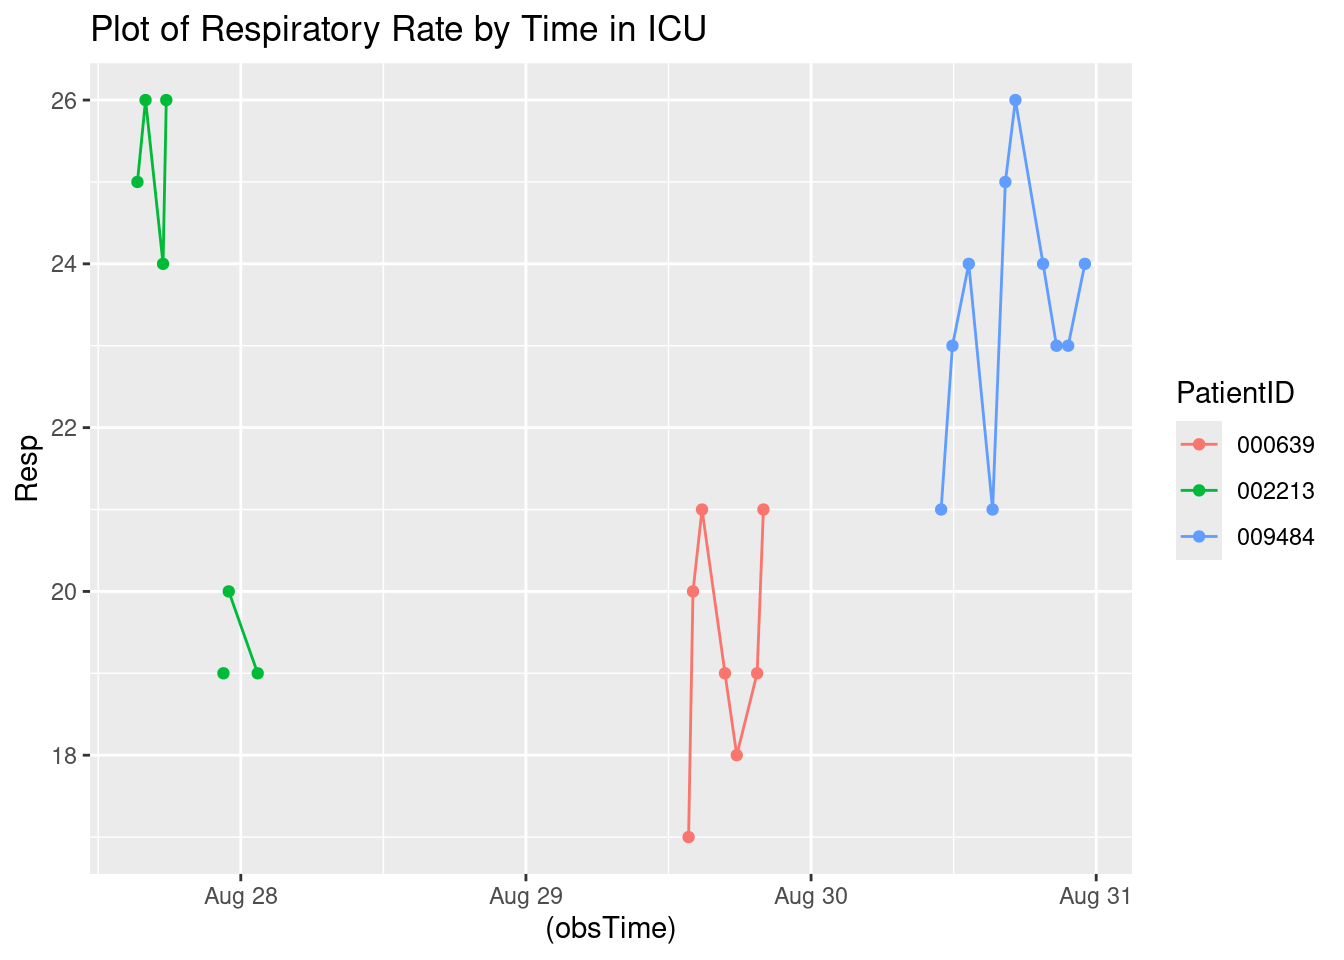 Plot of Respiratory Rate by Time in ICU
Resp
26
24
22
20
18
Aug 28
Aug 29
Aug 30
Aug 31
(obsTime)
PatientID
000639
002213
009484